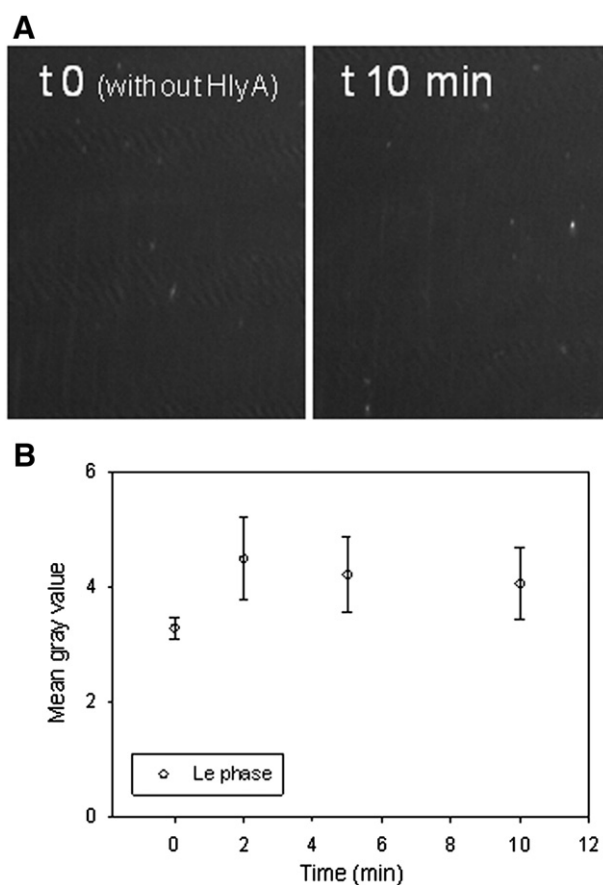 A
t 0 (without HlyA)
t 10 min
B
6
4
2
0
Mean gray value
Le phase
0 2 4 6 8 10 12
Time (min)